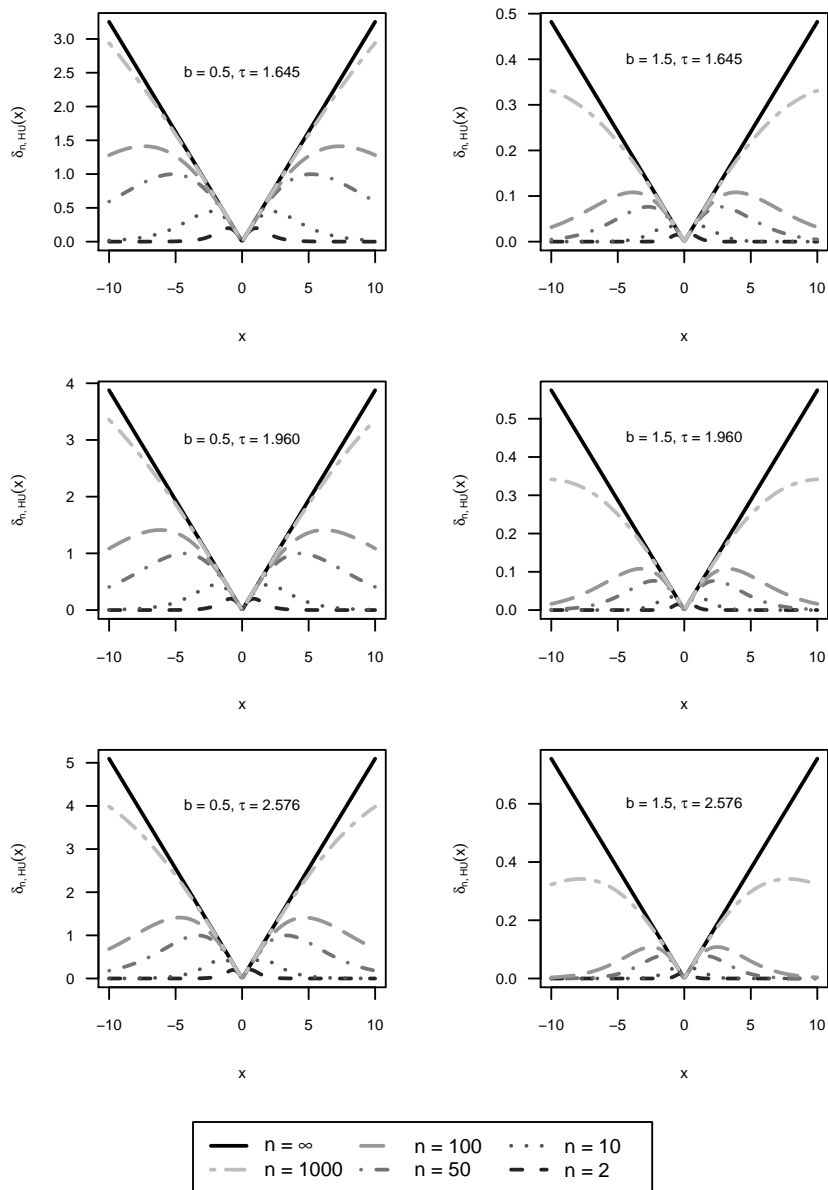 3.0
2.5
2.0
1.5
1.0
0.5
0.0
δn, HU(x)
b = 0.5, τ = 1.645
−10 −5 0 5 10
x
0.5
0.4
0.3
0.2
0.1
0.0
δn, HU(x)
b = 1.5, τ = 1.645
−10 −5 0 5 10
x
4
3
2
1
0
δn, HU(x)
b = 0.5, τ = 1.960
−10 −5 0 5 10
x
0.5
0.4
0.3
0.2
0.1
0.0
δn, HU(x)
b = 1.5, τ = 1.960
−10 −5 0 5 10
x
5
4
3
2
1
0
δn, HU(x)
b = 0.5, τ = 2.576
−10 −5 0 5 10
x
0.6
0.4
0.2
0.0
δn, HU(x)
b = 1.5, τ = 2.576
−10 −5 0 5 10
x
n = ∞ n = 100 n = 10
n = 1000 n = 50 n = 2